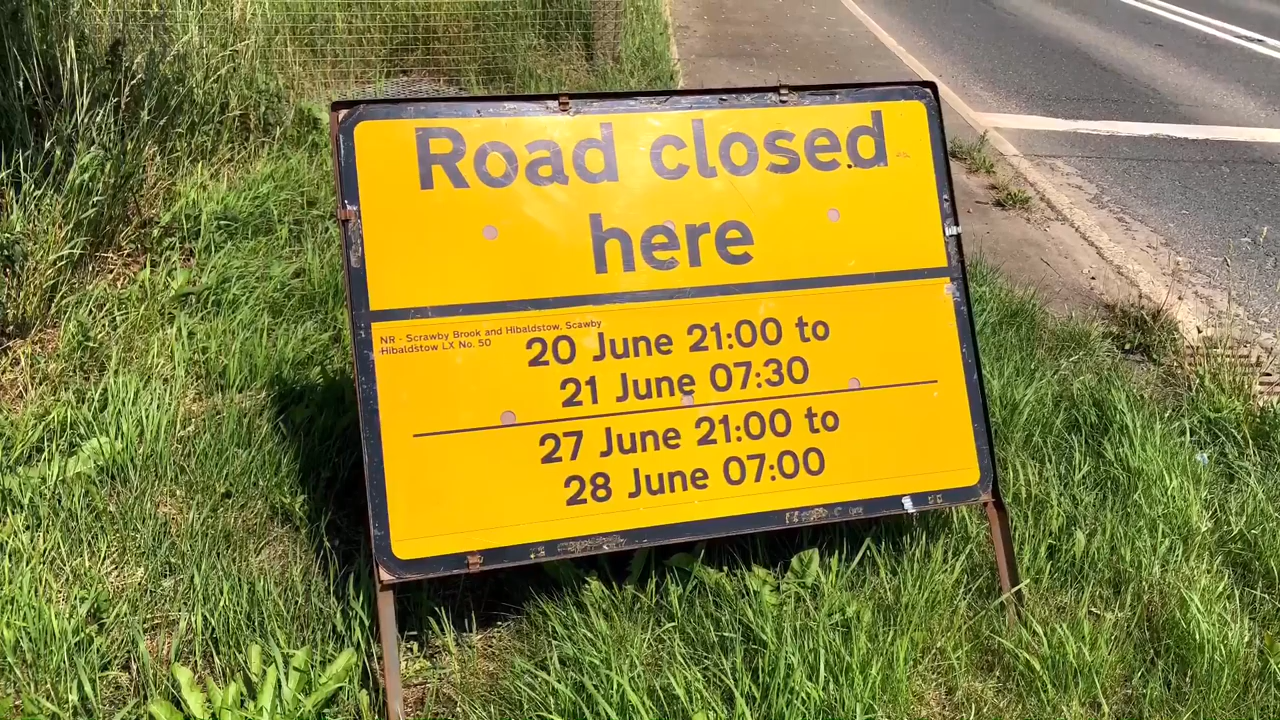 Road closed
here
NR - Scrawby Brook and Hibaldstow, Scawby
Hibaldstow LX No. 50
20 June 21:00 to
21 June 07:30
27 June 21:00 to
28 June 07:00